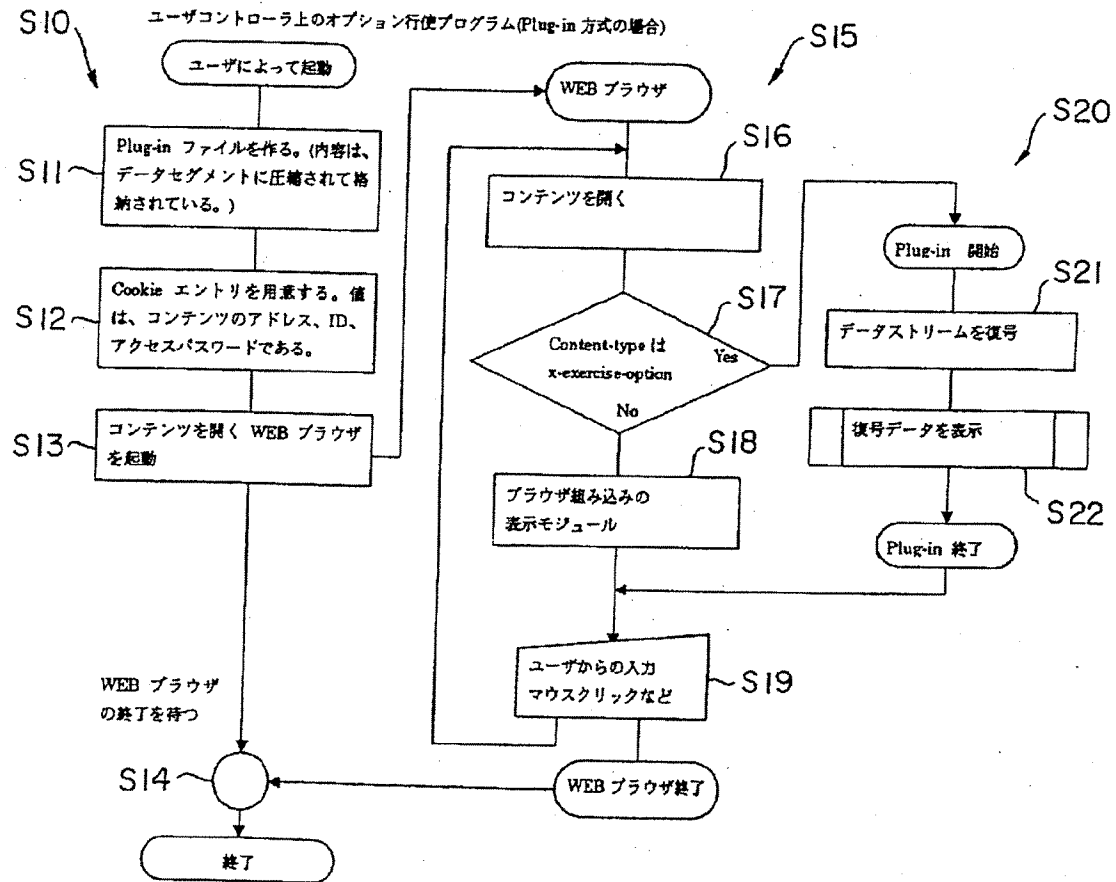 ユーザコントローラ上のオプション行使プログラム(Plug-in 方式の場合)
S10
ユーザによって起動
S11
Plug-in ファイルを作る。(内容は、
データセグメントに圧縮されて格
納されている。)
S12
Cookie エントリを用意する。値
は、コンテンツのアドレス、ID、
アクセスパスワードである。
S13
コンテンツを開く WEB ブラウザ
を起動
WEB ブラウザ
の終了を待つ
S14
終了
S15
WEB ブラウザ
S16
コンテンツを開く
S17
Content-type は
x-exercise-option
Yes
No
S18
ブラウザ組み込みの
表示モジュール
S19
ユーザからの入力
マウスクリックなど
WEB ブラウザ終了
S20
Plug-in 開始
S21
データストリームを復号
復号データを表示
S22
Plug-in 終了